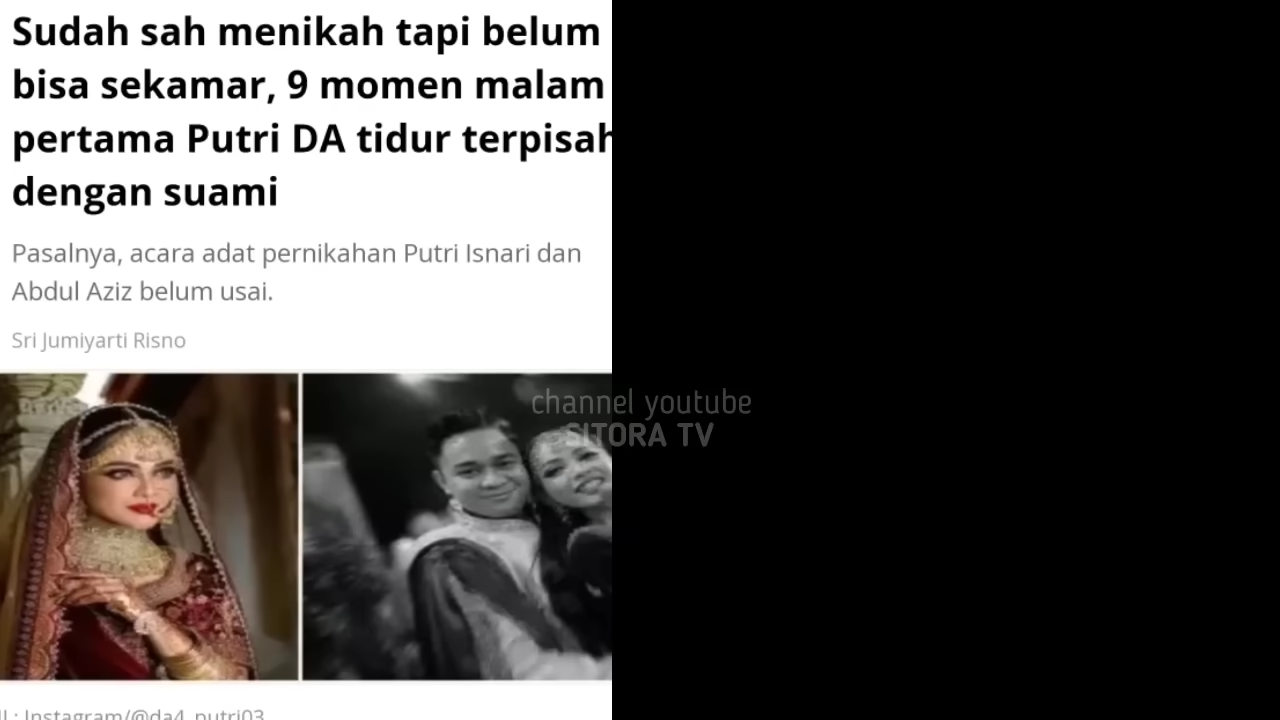 Sudah sah menikah tapi belum
bisa sekamar, 9 momen malam
pertama Putri DA tidur terpisah
dengan suami
Pasalnya, acara adat pernikahan Putri Isnari dan
Abdul Aziz belum usai.
Sri Jumiyarti Risno
channel youtube
SITORA TV
: Instagram/@da4_putri03